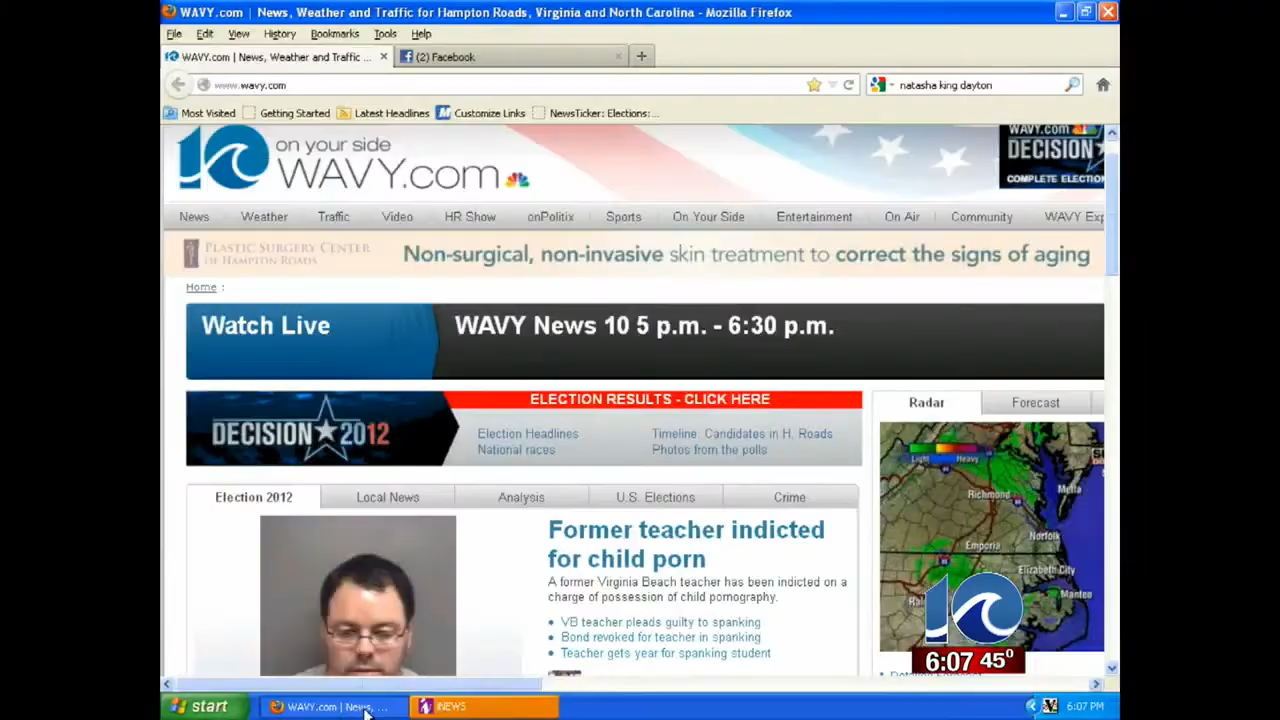 WAVY.com | News, Weather and Traffic for Hampton Roads, Virginia and North Carolina - Mozilla Firefox
File Edit View History Bookmarks Tools Help
WAVY.com | News, Weather and Traffic ... (2) Facebook
www.wavy.com natasha king dayton
Most Visited Getting Started Latest Headlines Customize Links NewsTicker: Elections:...
10 on your side WAVY.com
WAVY.com DECISION
COMPLETE ELECTIO
News Weather Traffic Video HR Show onPolitix Sports On Your Side Entertainment On Air Community WAVY Exp
PLASTIC SURGERY CENTER
OF HAMPTON ROADS
Non-surgical, non-invasive skin treatment to correct the signs of aging
Home :
Watch Live WAVY News 10 5 p.m. - 6:30 p.m.
DECISION 2012
ELECTION RESULTS - CLICK HERE
Election Headlines Timeline: Candidates in H. Roads
National races Photos from the polls
Radar Forecast
Election 2012 Local News Analysis U.S. Elections Crime
Former teacher indicted
for child porn
A former Virginia Beach teacher has been indicted on a
charge of possession of child pornography.
• VB teacher pleads guilty to spanking
• Bond revoked for teacher in spanking
• Teacher gets year for spanking student
Light Heavy
Richmond
Norfolk
Emporia
Elizabeth City
Manteo
10
6:07 45°
start WAVY.com | News, ... iNEWS 6:07 PM